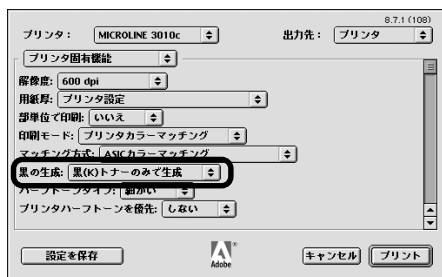 8.7.1 (108)
プリンタ： MICROLINE 3010c 出力先： プリンタ
プリンタ固有機能
解像度: 600 dpi
用紙厚: プリンタ設定
部単位で印刷: いいえ
印刷モード: プリンタカラーマッチング
マッチング方式: ASICカラーマッチング
黒の生成: 黒(K)トナーのみで生成
ハーフトーンタイプ: 細かい
プリンタハーフトーンを優先: しない
設定を保存 Adobe キャンセル プリント